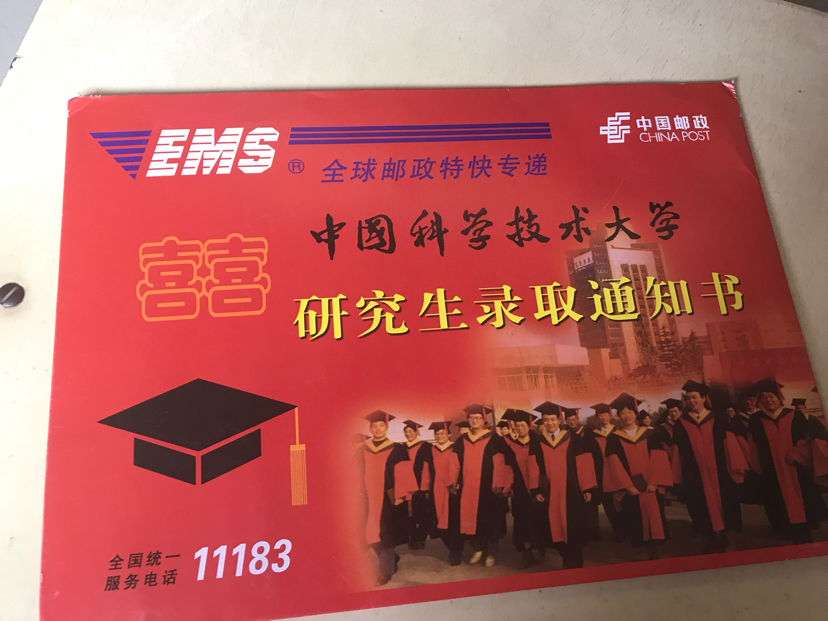 EMS® 全球邮政特快专递
中国邮政
CHINA POST
中国科学技术大学
囍
研究生录取通知书
全国统一
服务电话
11183